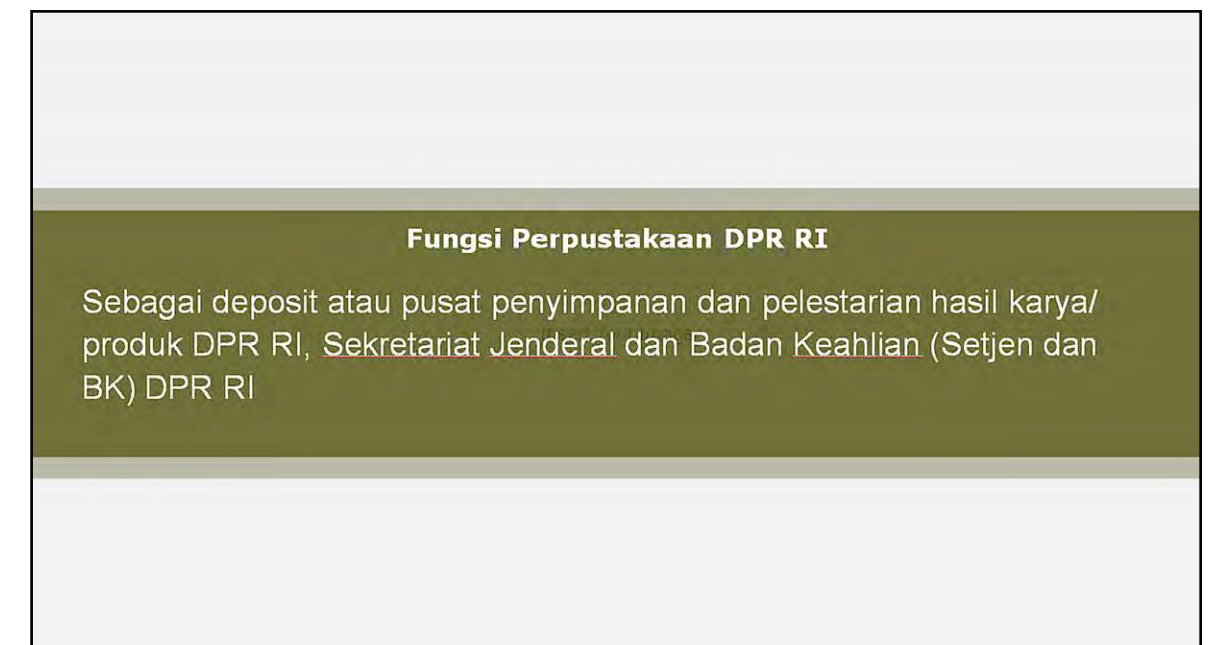 Fungsi Perpustakaan DPR RI
Sebagai deposit atau pusat penyimpanan dan pelestarian hasil karya/
produk DPR RI, Sekretariat Jenderal dan Badan Keahlian (Setjen dan
BK) DPR RI